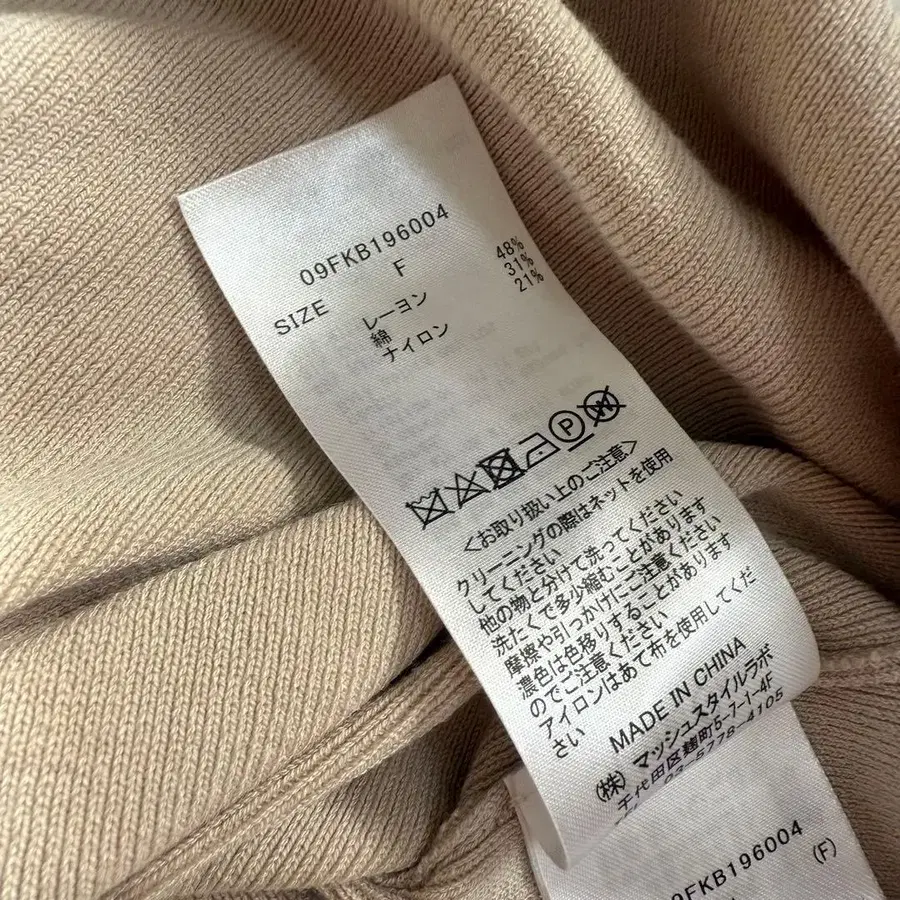 09FKB196004
SIZE F
レーヨン 48%
綿 31%
ナイロン 21%
P W
<お取り扱い上のご注意>
クリーニングの際はネットを使用
してください
他の物と分けて洗ってください
洗たくで多少縮むことがあります
摩擦や引っかけにご注意ください
濃色は色移りすることがあります
のでご注意ください
アイロンはあて布を使用してくだ
さい
MADE IN CHINA
(株)マッシュスタイルラボ
千代田区麹町5-7-1-4F
03-5778-4105
09FKB196004
(F)